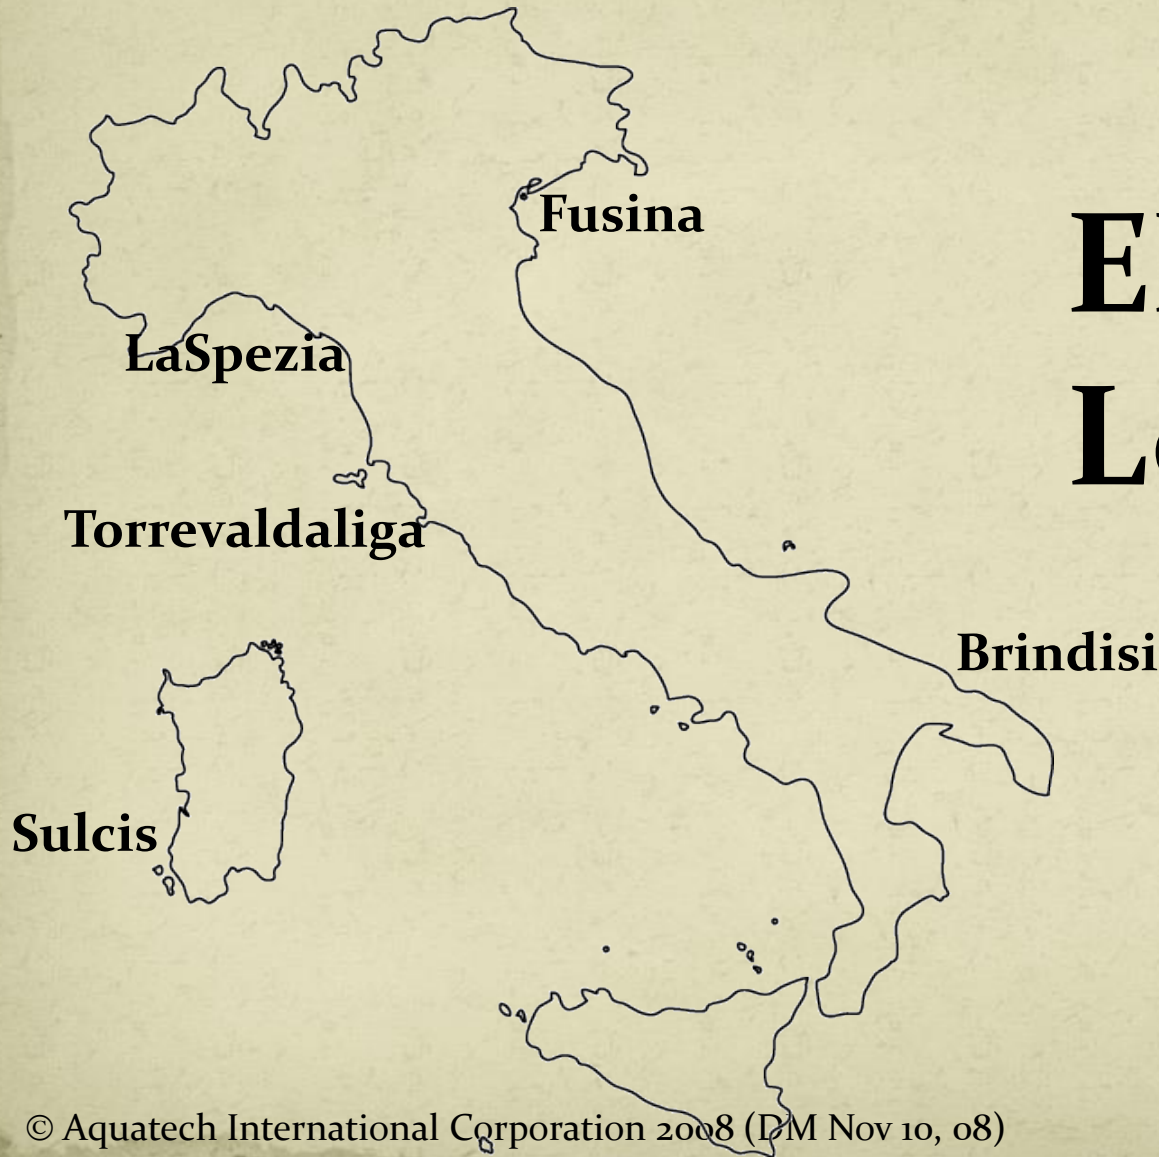 Fusina
LaSpezia
Torrevaldaliga
Brindisi
Sulcis
© Aquatech International Corporation 2008 (DM Nov 10, 08)